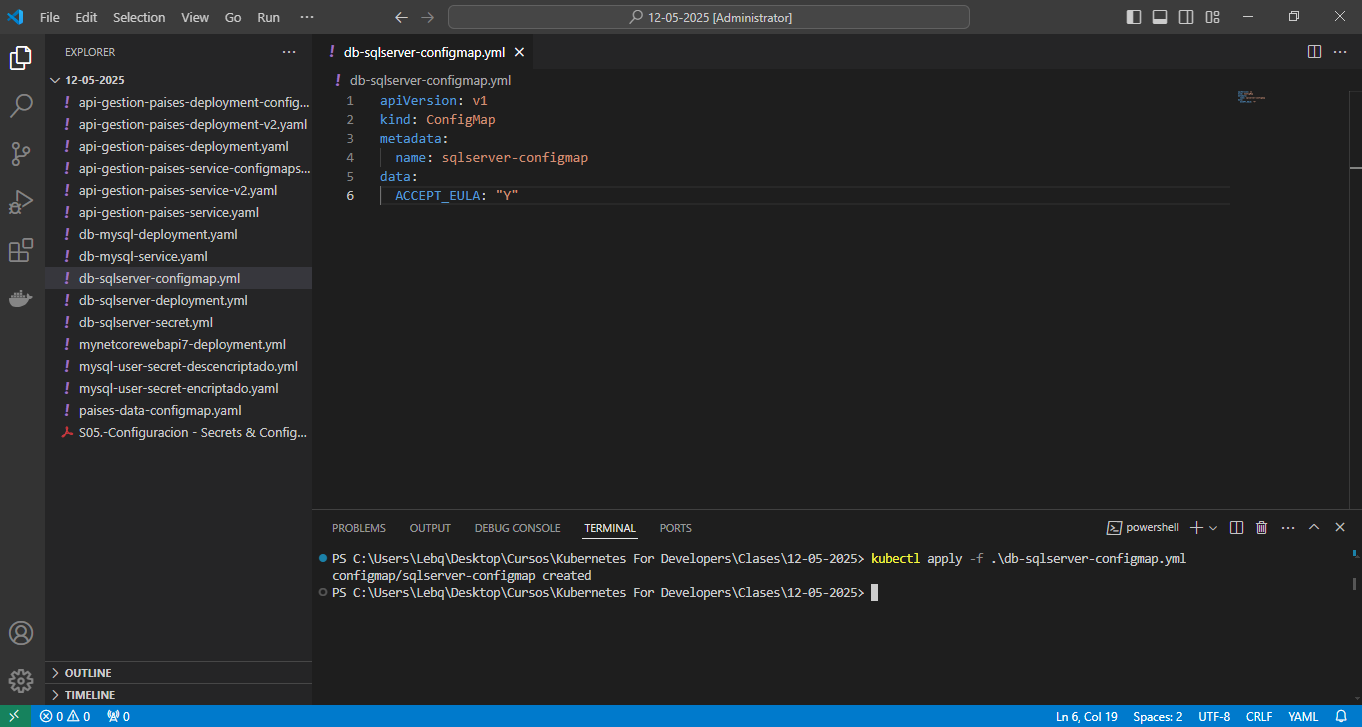 File Edit Selection View Go Run ··· 12-05-2025 [Administrator]
EXPLORER ···
12-05-2025
api-gestion-paises-deployment-config...
api-gestion-paises-deployment-v2.yaml
api-gestion-paises-deployment.yaml
api-gestion-paises-service-configmaps...
api-gestion-paises-service-v2.yaml
api-gestion-paises-service.yaml
db-mysql-deployment.yaml
db-mysql-service.yaml
db-sqlserver-configmap.yml
db-sqlserver-deployment.yml
db-sqlserver-secret.yml
mynetcorewebapi7-deployment.yml
mysql-user-secret-descencriptado.yml
mysql-user-secret-encriptado.yaml
paises-data-configmap.yaml
S05.-Configuracion - Secrets & Config...
OUTLINE
TIMELINE
! db-sqlserver-configmap.yml
! db-sqlserver-configmap.yml
1 apiVersion: v1
2 kind: ConfigMap
3 metadata:
4   name: sqlserver-configmap
5 data:
6   ACCEPT_EULA: "Y"
PROBLEMS OUTPUT DEBUG CONSOLE TERMINAL PORTS powershell
PS C:\Users\Lebq\Desktop\Cursos\Kubernetes For Developers\Clases\12-05-2025> kubectl apply -f .\db-sqlserver-configmap.yml
configmap/sqlserver-configmap created
PS C:\Users\Lebq\Desktop\Cursos\Kubernetes For Developers\Clases\12-05-2025>
0 0 0 Ln 6, Col 19 Spaces: 2 UTF-8 CRLF YAML